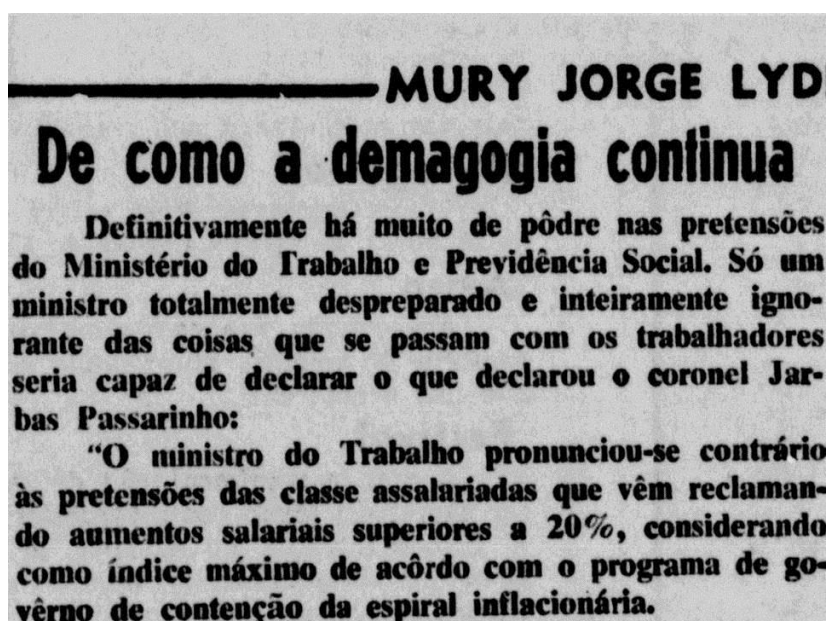 MURY JORGE LYD
De como a demagogia continua
Definitivamente há muito de pôdre nas pretensões
do Ministério do Trabalho e Previdência Social. Só um
ministro totalmente despreparado e inteiramente igno-
rante das coisas que se passam com os trabalhadores
seria capaz de declarar o que declarou o coronel Jar-
bas Passarinho:
"O ministro do Trabalho pronunciou-se contrário
às pretensões das classe assalariadas que vêm reclaman-
do aumentos salariais superiores a 20%, considerando
como índice máximo de acôrdo com o programa de go-
vêrno de contenção da espiral inflacionária.